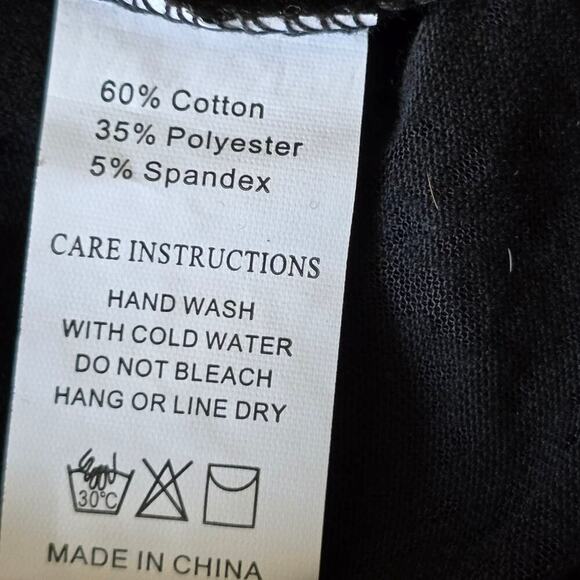 60% Cotton
35% Polyester
5% Spandex
CARE INSTRUCTIONS
HAND WASH
WITH COLD WATER
DO NOT BLEACH
HANG OR LINE DRY
30°C
MADE IN CHINA